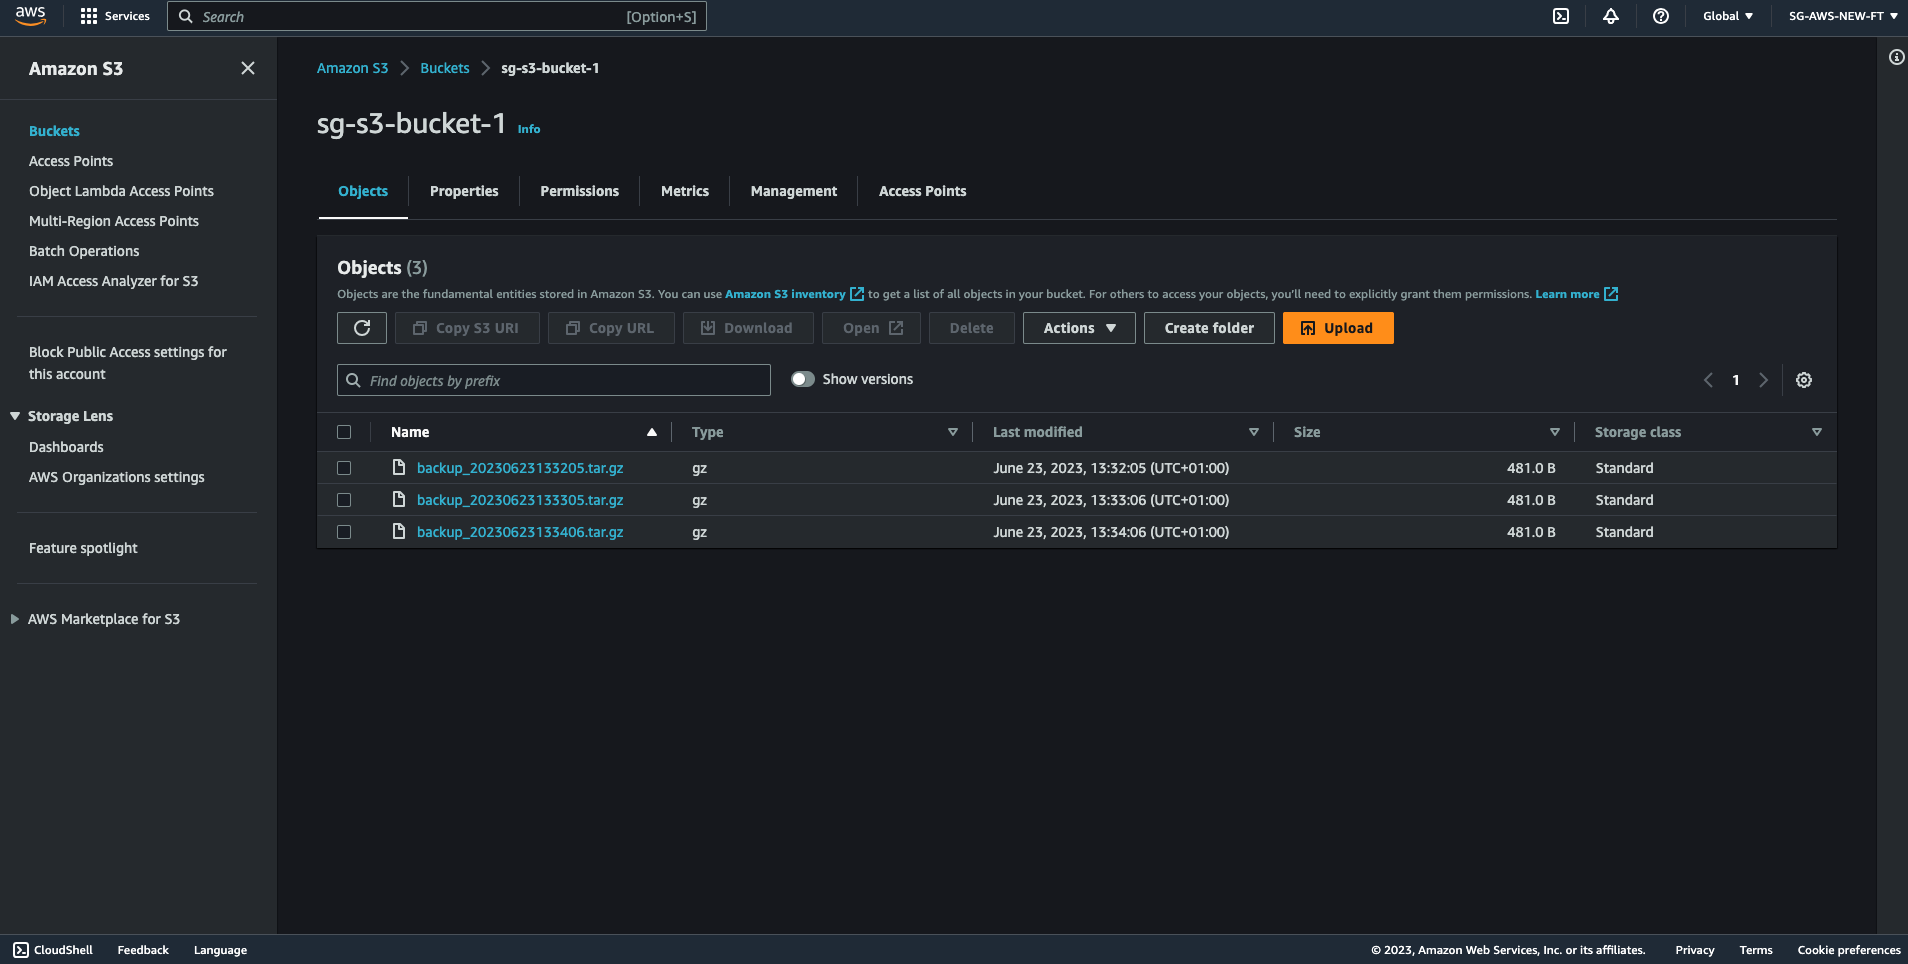 aws Services Search [Option+S] Global SG-AWS-NEW-FT
Amazon S3
Buckets
Access Points
Object Lambda Access Points
Multi-Region Access Points
Batch Operations
IAM Access Analyzer for S3
Block Public Access settings for
this account
Storage Lens
Dashboards
AWS Organizations settings
Feature spotlight
AWS Marketplace for S3
Amazon S3 Buckets sg-s3-bucket-1
sg-s3-bucket-1 Info
Objects Properties Permissions Metrics Management Access Points
Objects (3)
Objects are the fundamental entities stored in Amazon S3. You can use Amazon S3 inventory to get a list of all objects in your bucket. For others to access your objects, you'll need to explicitly grant them permissions. Learn more
Copy S3 URI Copy URL Download Open Delete Actions Create folder Upload
Find objects by prefix Show versions 1
Name Type Last modified Size Storage class
backup_20230623133205.tar.gz gz June 23, 2023, 13:32:05 (UTC+01:00) 481.0 B Standard
backup_20230623133305.tar.gz gz June 23, 2023, 13:33:06 (UTC+01:00) 481.0 B Standard
backup_20230623133406.tar.gz gz June 23, 2023, 13:34:06 (UTC+01:00) 481.0 B Standard
CloudShell Feedback Language © 2023, Amazon Web Services, Inc. or its affiliates. Privacy Terms Cookie preferences